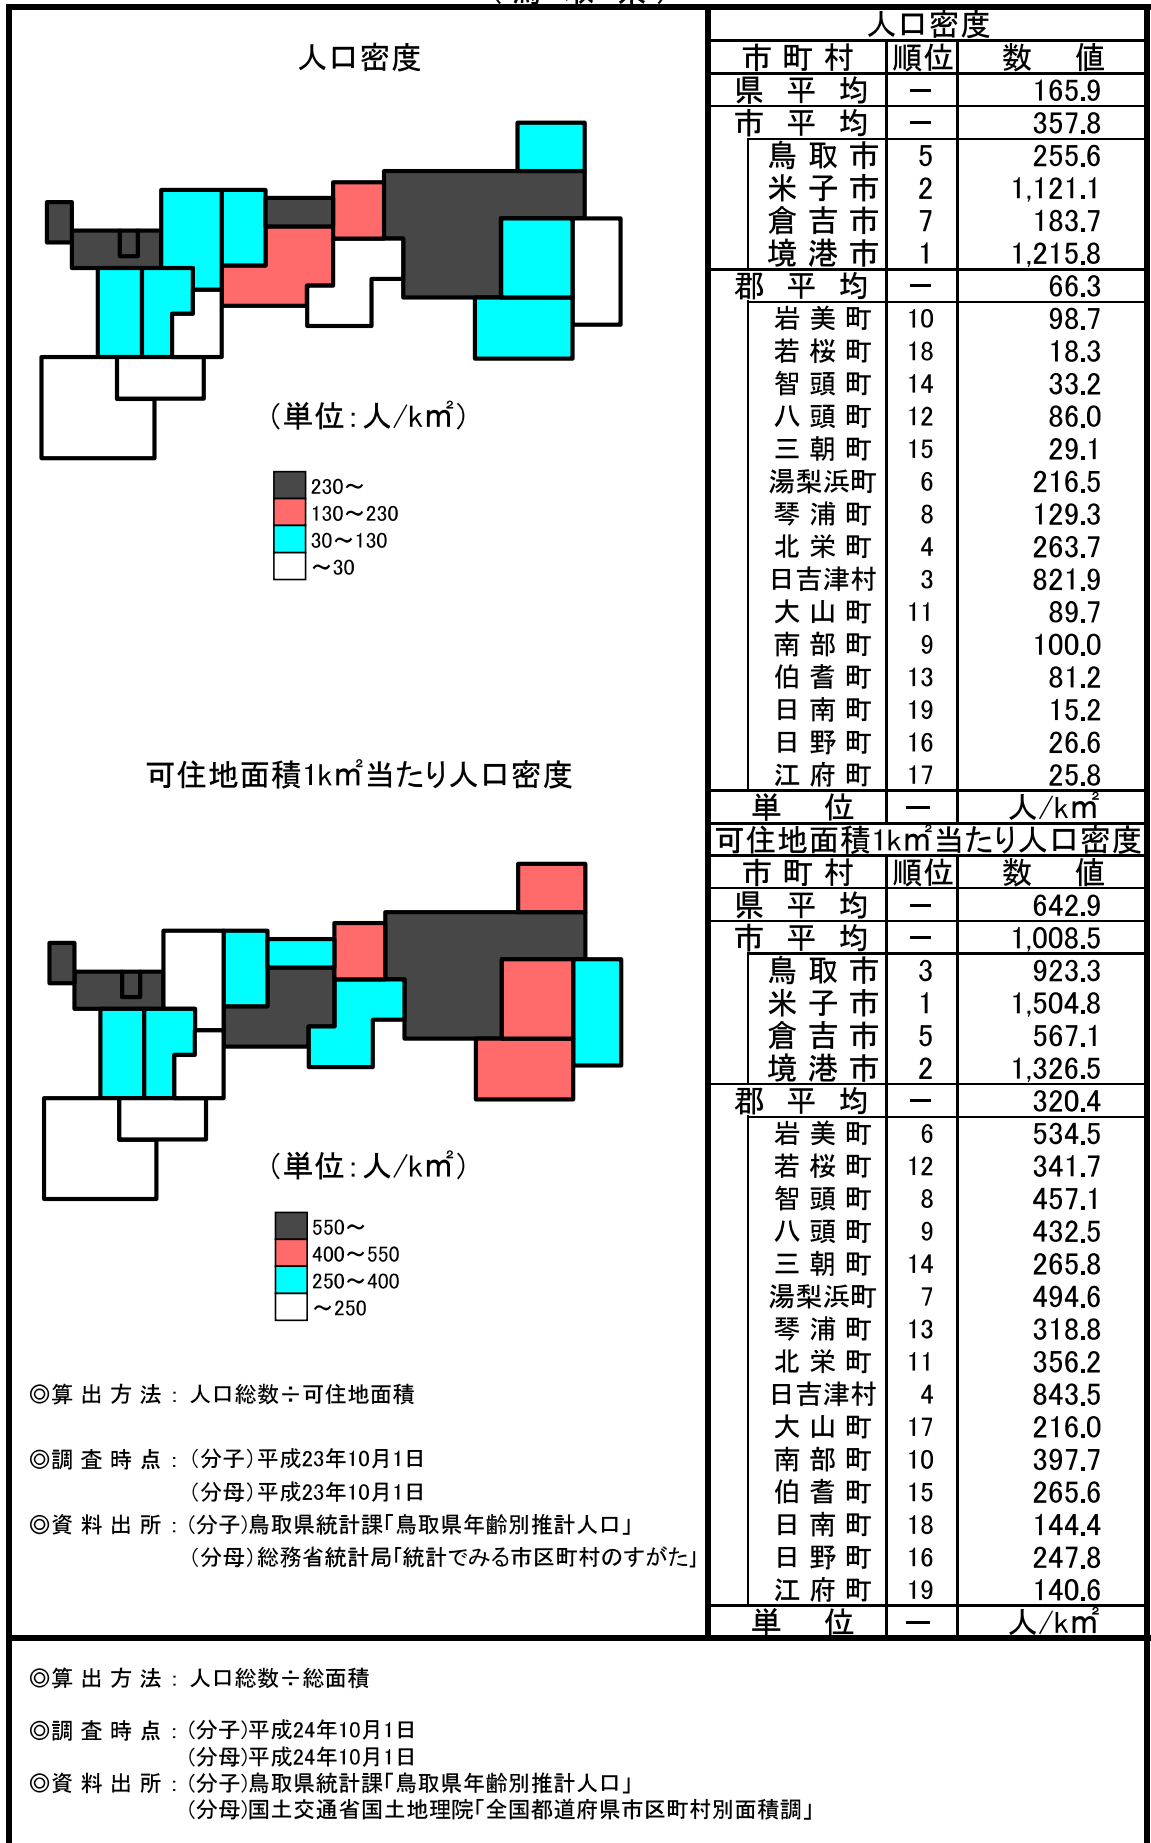 人口密度
(単位：人/k㎡)
230～
130～230
30～130
～30
可住地面積1k㎡当たり人口密度
(単位：人/k㎡)
550～
400～550
250～400
～250
◎算出方法：人口総数÷可住地面積
◎調査時点：(分子)平成23年10月1日
(分母)平成23年10月1日
◎資料出所：(分子)鳥取県統計課「鳥取県年齢別推計人口」
(分母)総務省統計局「統計でみる市区町村のすがた」
人口密度
市町村 順位 数値
県平均 － 165.9
市平均 － 357.8
鳥取市 5 255.6
米子市 2 1,121.1
倉吉市 7 183.7
境港市 1 1,215.8
郡平均 － 66.3
岩美町 10 98.7
若桜町 18 18.3
智頭町 14 33.2
八頭町 12 86.0
三朝町 15 29.1
湯梨浜町 6 216.5
琴浦町 8 129.3
北栄町 4 263.7
日吉津村 3 821.9
大山町 11 89.7
南部町 9 100.0
伯耆町 13 81.2
日南町 19 15.2
日野町 16 26.6
江府町 17 25.8
単位 － 人/k㎡
可住地面積1k㎡当たり人口密度
市町村 順位 数値
県平均 － 642.9
市平均 － 1,008.5
鳥取市 3 923.3
米子市 1 1,504.8
倉吉市 5 567.1
境港市 2 1,326.5
郡平均 － 320.4
岩美町 6 534.5
若桜町 12 341.7
智頭町 8 457.1
八頭町 9 432.5
三朝町 14 265.8
湯梨浜町 7 494.6
琴浦町 13 318.8
北栄町 11 356.2
日吉津村 4 843.5
大山町 17 216.0
南部町 10 397.7
伯耆町 15 265.6
日南町 18 144.4
日野町 16 247.8
江府町 19 140.6
単位 － 人/k㎡
◎算出方法：人口総数÷総面積
◎調査時点：(分子)平成24年10月1日
(分母)平成24年10月1日
◎資料出所：(分子)鳥取県統計課「鳥取県年齢別推計人口」
(分母)国土交通省国土地理院「全国都道府県市区町村別面積調」